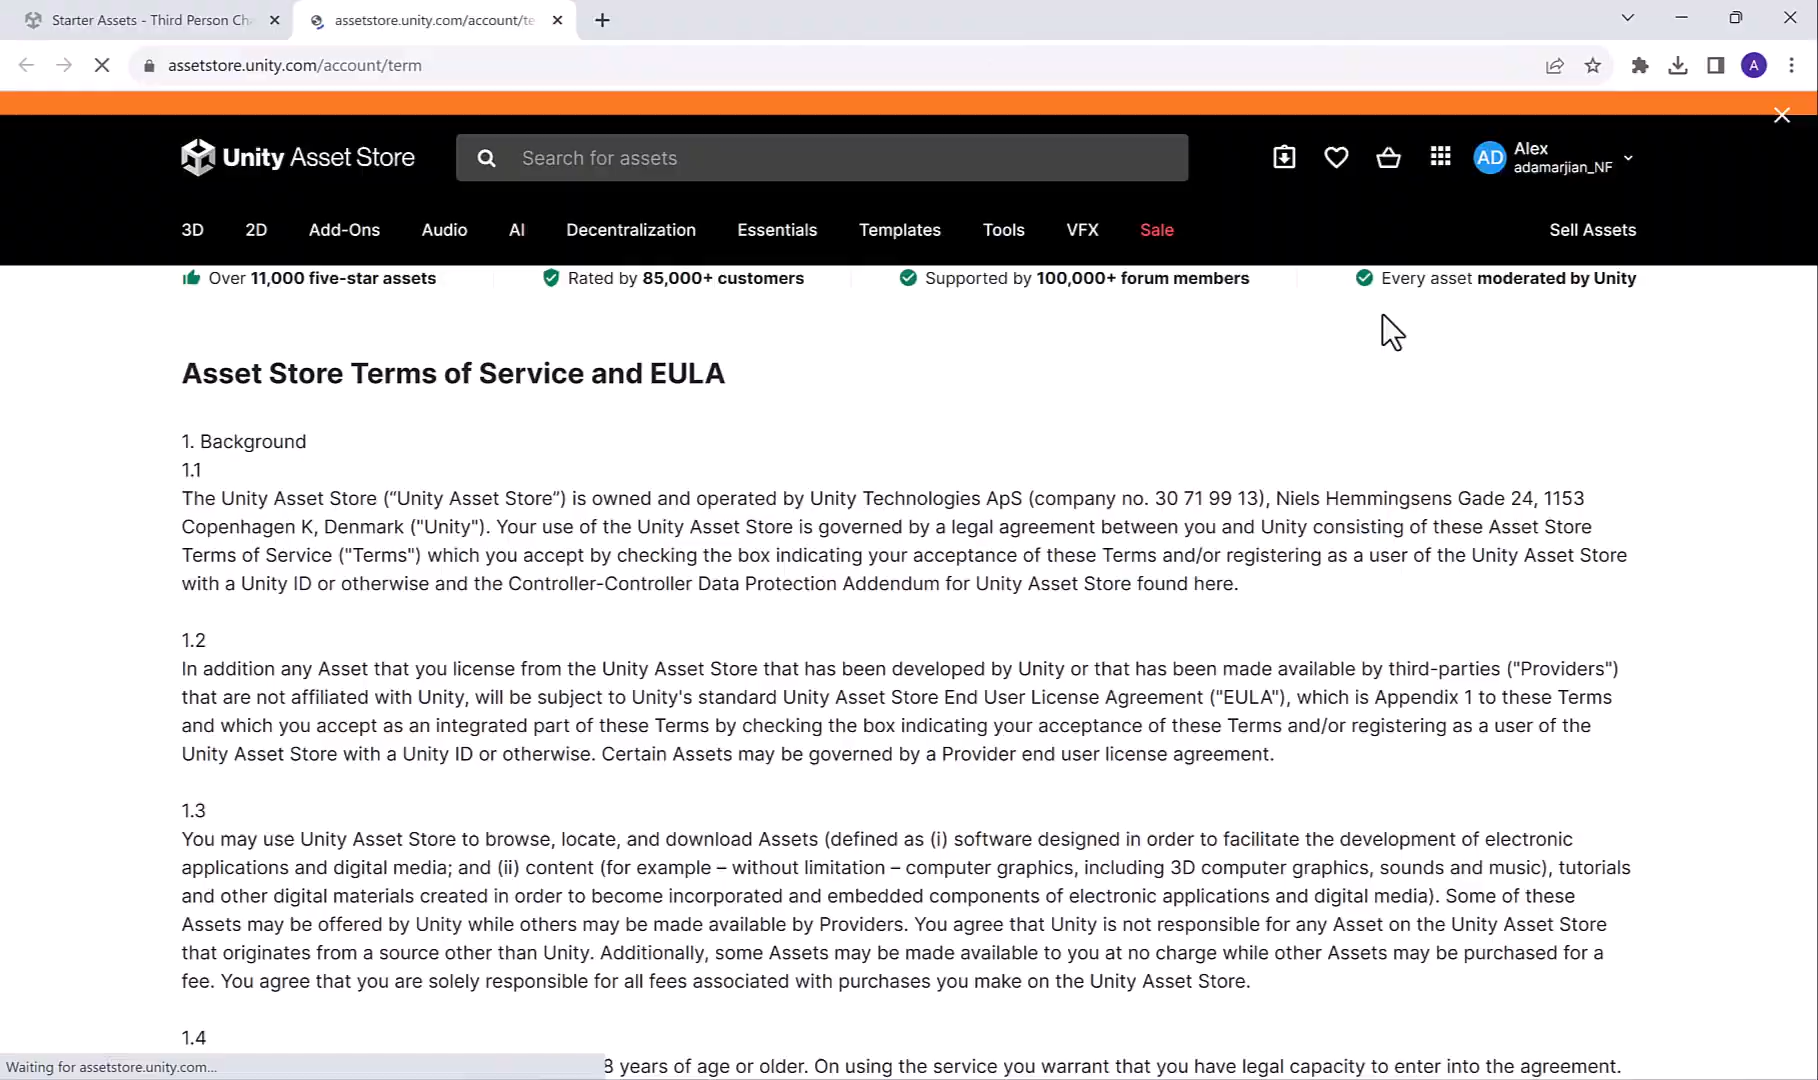 Starter Assets - Third Person Ch
assetstore.unity.com/account/te
assetstore.unity.com/account/term
A
Unity Asset Store
Search for assets
AD
Alex
adamarjian_NF
3D
2D
Add-Ons
Audio
AI
Decentralization
Essentials
Templates
Tools
VFX
Sale
Sell Assets
Over 11,000 five-star assets
Rated by 85,000+ customers
Supported by 100,000+ forum members
Every asset moderated by Unity
Asset Store Terms of Service and EULA
1. Background
1.1
The Unity Asset Store (“Unity Asset Store”) is owned and operated by Unity Technologies ApS (company no. 30 71 99 13), Niels Hemmingsens Gade 24, 1153
Copenhagen K, Denmark ("Unity"). Your use of the Unity Asset Store is governed by a legal agreement between you and Unity consisting of these Asset Store
Terms of Service ("Terms") which you accept by checking the box indicating your acceptance of these Terms and/or registering as a user of the Unity Asset Store
with a Unity ID or otherwise and the Controller-Controller Data Protection Addendum for Unity Asset Store found here.
1.2
In addition any Asset that you license from the Unity Asset Store that has been developed by Unity or that has been made available by third-parties ("Providers")
that are not affiliated with Unity, will be subject to Unity's standard Unity Asset Store End User License Agreement ("EULA"), which is Appendix 1 to these Terms
and which you accept as an integrated part of these Terms by checking the box indicating your acceptance of these Terms and/or registering as a user of the
Unity Asset Store with a Unity ID or otherwise. Certain Assets may be governed by a Provider end user license agreement.
1.3
You may use Unity Asset Store to browse, locate, and download Assets (defined as (i) software designed in order to facilitate the development of electronic
applications and digital media; and (ii) content (for example – without limitation – computer graphics, including 3D computer graphics, sounds and music), tutorials
and other digital materials created in order to become incorporated and embedded components of electronic applications and digital media). Some of these
Assets may be offered by Unity while others may be made available by Providers. You agree that Unity is not responsible for any Asset on the Unity Asset Store
that originates from a source other than Unity. Additionally, some Assets may be made available to you at no charge while other Assets may be purchased for a
fee. You agree that you are solely responsible for all fees associated with purchases you make on the Unity Asset Store.
1.4
8 years of age or older. On using the service you warrant that you have legal capacity to enter into the agreement.
Waiting for assetstore.unity.com...